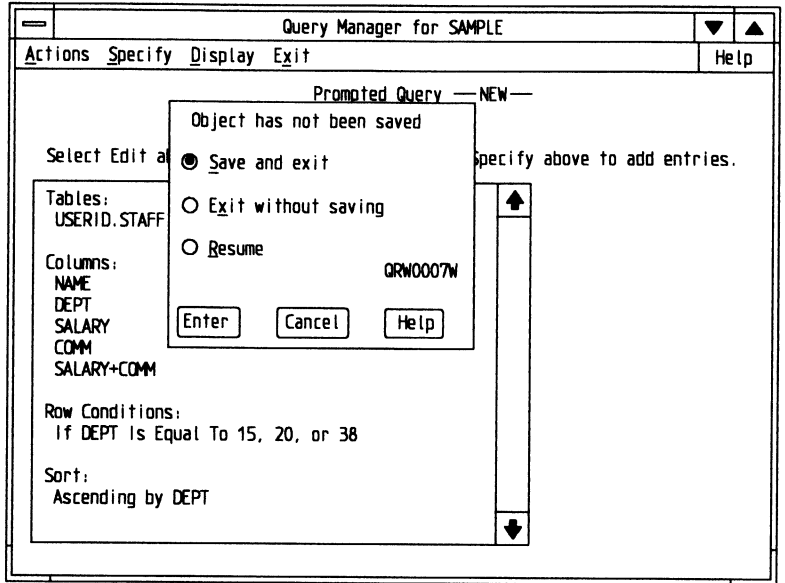 Query Manager for SAMPLE
Actions Specify Display Exit Help
Prompted Query —NEW—
Object has not been saved
Select Edit Specify above to add entries.
Save and exit
Exit without saving
Resume
QRW0007W
Enter Cancel Help
Tables:
USERID.STAFF
Columns:
NAME
DEPT
SALARY
COMM
SALARY+COMM
Row Conditions:
If DEPT Is Equal To 15, 20, or 38
Sort:
Ascending by DEPT